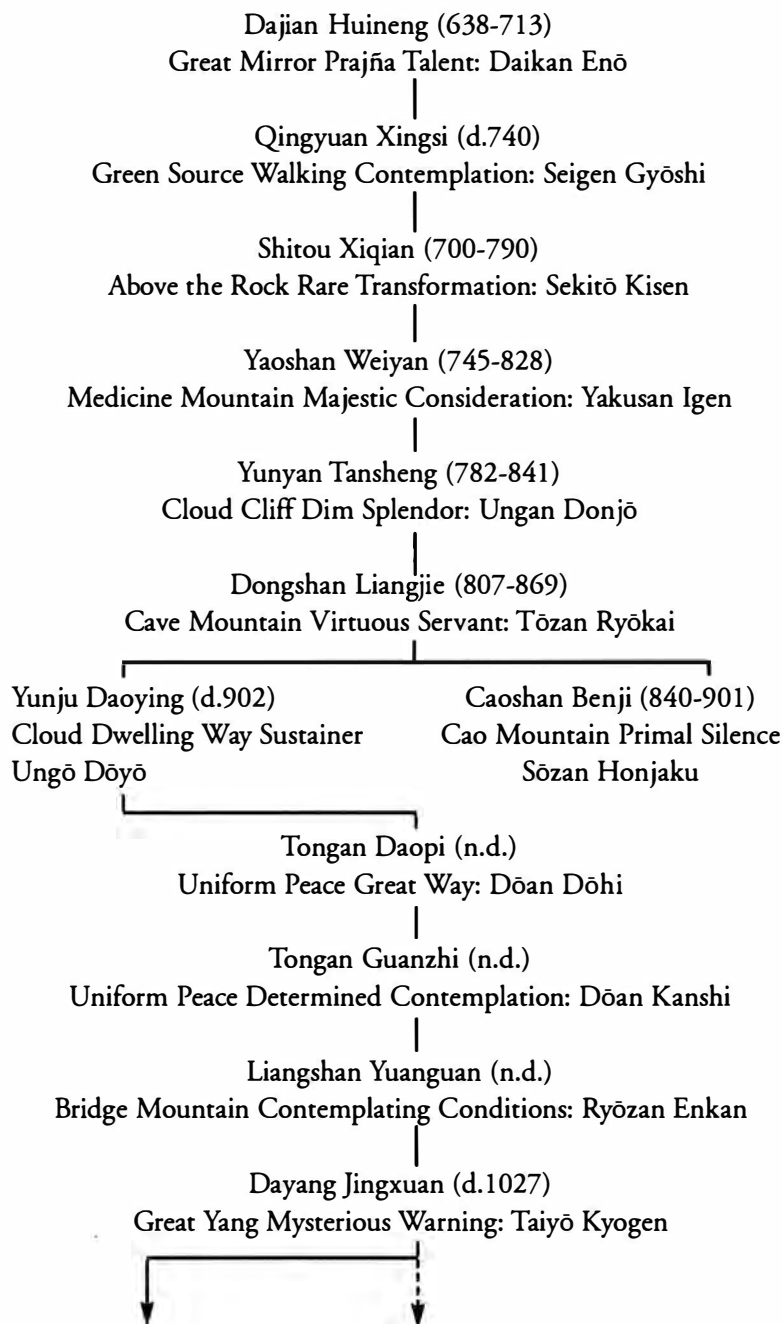 Dajian Huineng (638-713)
Great Mirror Prajña Talent: Daikan Enō
Qingyuan Xingsi (d.740)
Green Source Walking Contemplation: Seigen Gyōshi
Shitou Xiqian (700-790)
Above the Rock Rare Transformation: Sekitō Kisen
Yaoshan Weiyan (745-828)
Medicine Mountain Majestic Consideration: Yakusan Igen
Yunyan Tansheng (782-841)
Cloud Cliff Dim Splendor: Ungan Donjō
Dongshan Liangjie (807-869)
Cave Mountain Virtuous Servant: Tōzan Ryōkai
Yunju Daoying (d.902)
Cloud Dwelling Way Sustainer
Ungō Dōyō
Caoshan Benji (840-901)
Cao Mountain Primal Silence
Sōzan Honjaku
Tongan Daopi (n.d.)
Uniform Peace Great Way: Dōan Dōhi
Tongan Guanzhi (n.d.)
Uniform Peace Determined Contemplation: Dōan Kanshi
Liangshan Yuanguan (n.d.)
Bridge Mountain Contemplating Conditions: Ryōzan Enkan
Dayang Jingxuan (d.1027)
Great Yang Mysterious Warning: Taiyō Kyogen